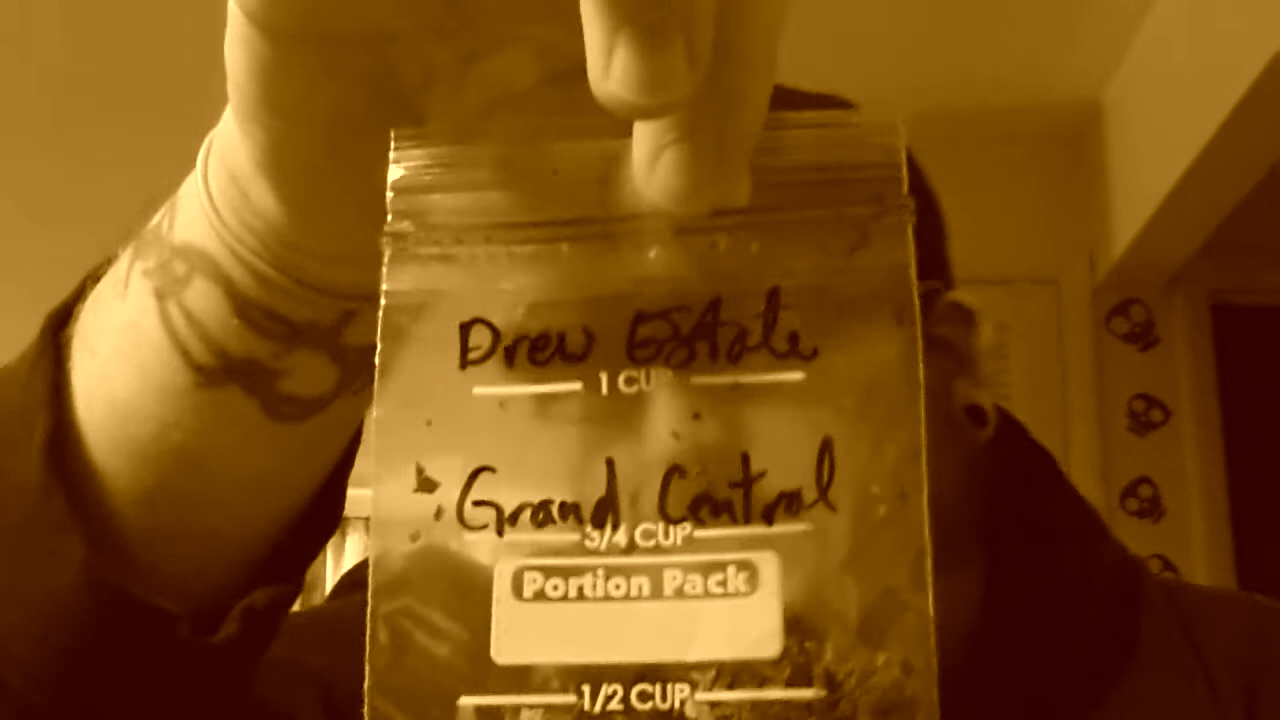 Drew Estate
1 CUP
Grand Central
3/4 CUP
Portion Pack
1/2 CUP